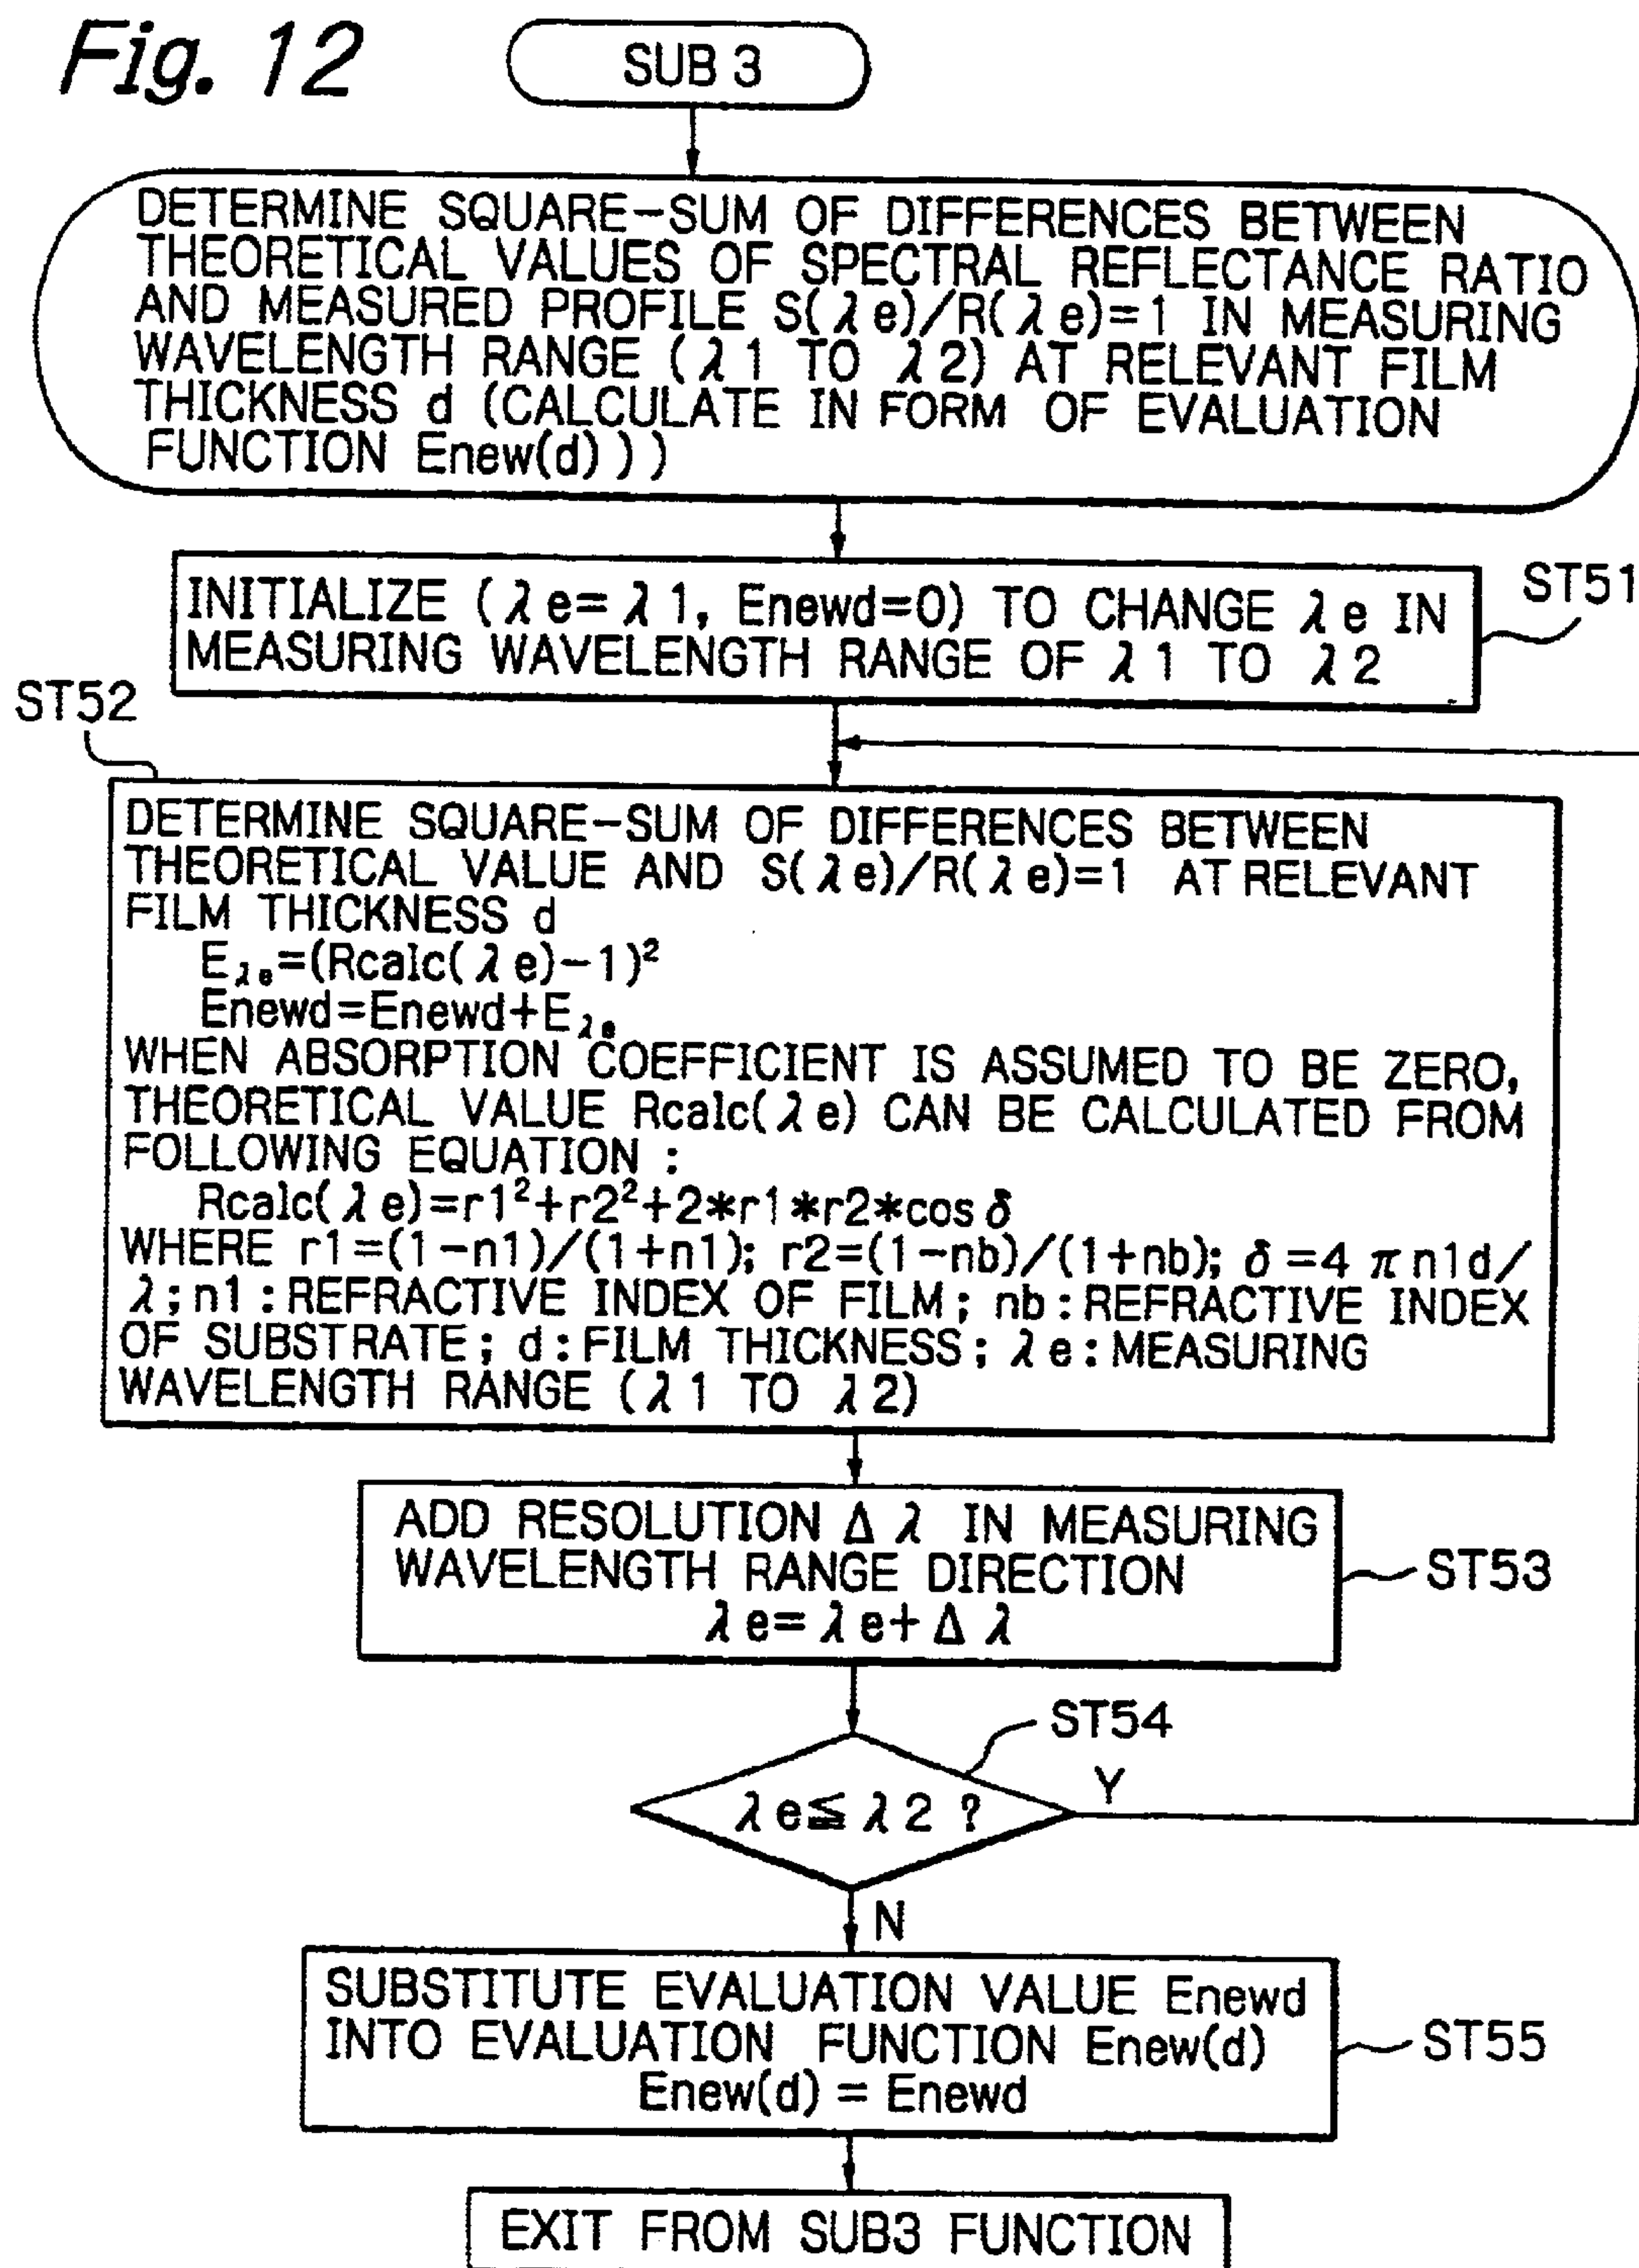 Fig. 12
SUB 3
DETERMINE SQUARE-SUM OF DIFFERENCES BETWEEN
THEORETICAL VALUES OF SPECTRAL REFLECTANCE RATIO
AND MEASURED PROFILE S(λe)/R(λe)=1 IN MEASURING
WAVELENGTH RANGE (λ1 TO λ2) AT RELEVANT FILM
THICKNESS d (CALCULATE IN FORM OF EVALUATION
FUNCTION Enew(d)))
INITIALIZE (λe=λ1, Enewd=0) TO CHANGE λe IN
MEASURING WAVELENGTH RANGE OF λ1 TO λ2
ST51
ST52
DETERMINE SQUARE-SUM OF DIFFERENCES BETWEEN
THEORETICAL VALUE AND S(λe)/R(λe)=1 AT RELEVANT
FILM THICKNESS d
Eλe=(Rcalc(λe)-1)²
Enewd=Enewd+Eλe
WHEN ABSORPTION COEFFICIENT IS ASSUMED TO BE ZERO,
THEORETICAL VALUE Rcalc(λe) CAN BE CALCULATED FROM
FOLLOWING EQUATION :
Rcalc(λe)=r1²+r2²+2*r1*r2*cos δ
WHERE r1=(1-n1)/(1+n1); r2=(1-nb)/(1+nb); δ=4πn1d/
λ;n1:REFRACTIVE INDEX OF FILM; nb:REFRACTIVE INDEX
OF SUBSTRATE; d:FILM THICKNESS; λe:MEASURING
WAVELENGTH RANGE (λ1 TO λ2)
ADD RESOLUTION Δλ IN MEASURING
WAVELENGTH RANGE DIRECTION
λe=λe+Δλ
ST53
ST54
λe≦λ2 ?
Y
N
SUBSTITUTE EVALUATION VALUE Enewd
INTO EVALUATION FUNCTION Enew(d)
Enew(d) = Enewd
ST55
EXIT FROM SUB3 FUNCTION